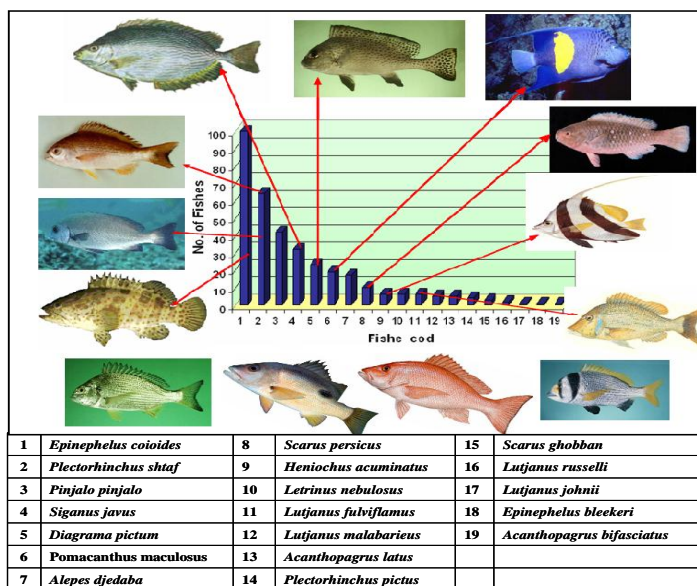 100
90
80
70
60
50
40
30
20
10
0
No. of Fishes
1 2 3 4 5 6 7 8 9 10 11 12 13 14 15 16 17 18 19
Fishe cod
1 Epinephelus coioides 8 Scarus persicus 15 Scarus ghobban
2 Plectorhinchus shtaf 9 Heniochus acuminatus 16 Lutjanus russelli
3 Pinjalo pinjalo 10 Letrinus nebulosus 17 Lutjanus johnii
4 Siganus javus 11 Lutjanus fulviflamus 18 Epinephelus bleekeri
5 Diagrama pictum 12 Lutjanus malabarieus 19 Acanthopagrus bifasciatus
6 Pomacanthus maculosus 13 Acanthopagrus latus
7 Alepes djedaba 14 Plectorhinchus pictus